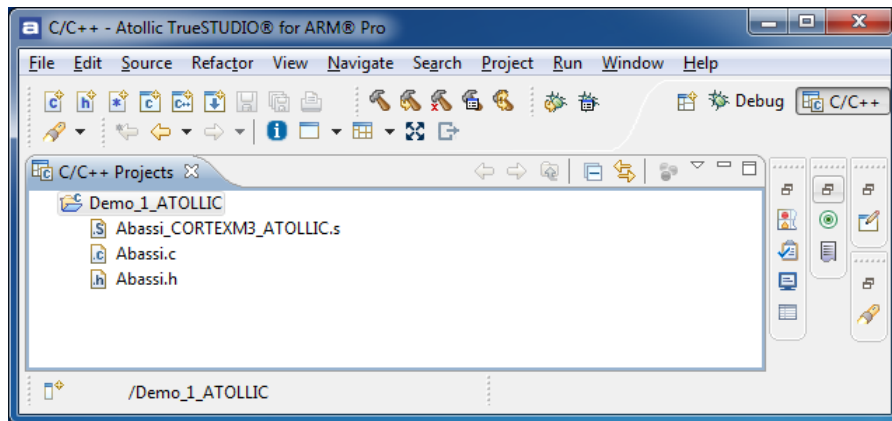 C/C++ - Atollic TrueSTUDIO® for ARM® Pro
File Edit Source Refactor View Navigate Search Project Run Window Help
Debug C/C++
C/C++ Projects
Demo_1_ATOLLIC
Abassi_CORTEXM3_ATOLLIC.s
Abassi.c
Abassi.h
/Demo_1_ATOLLIC